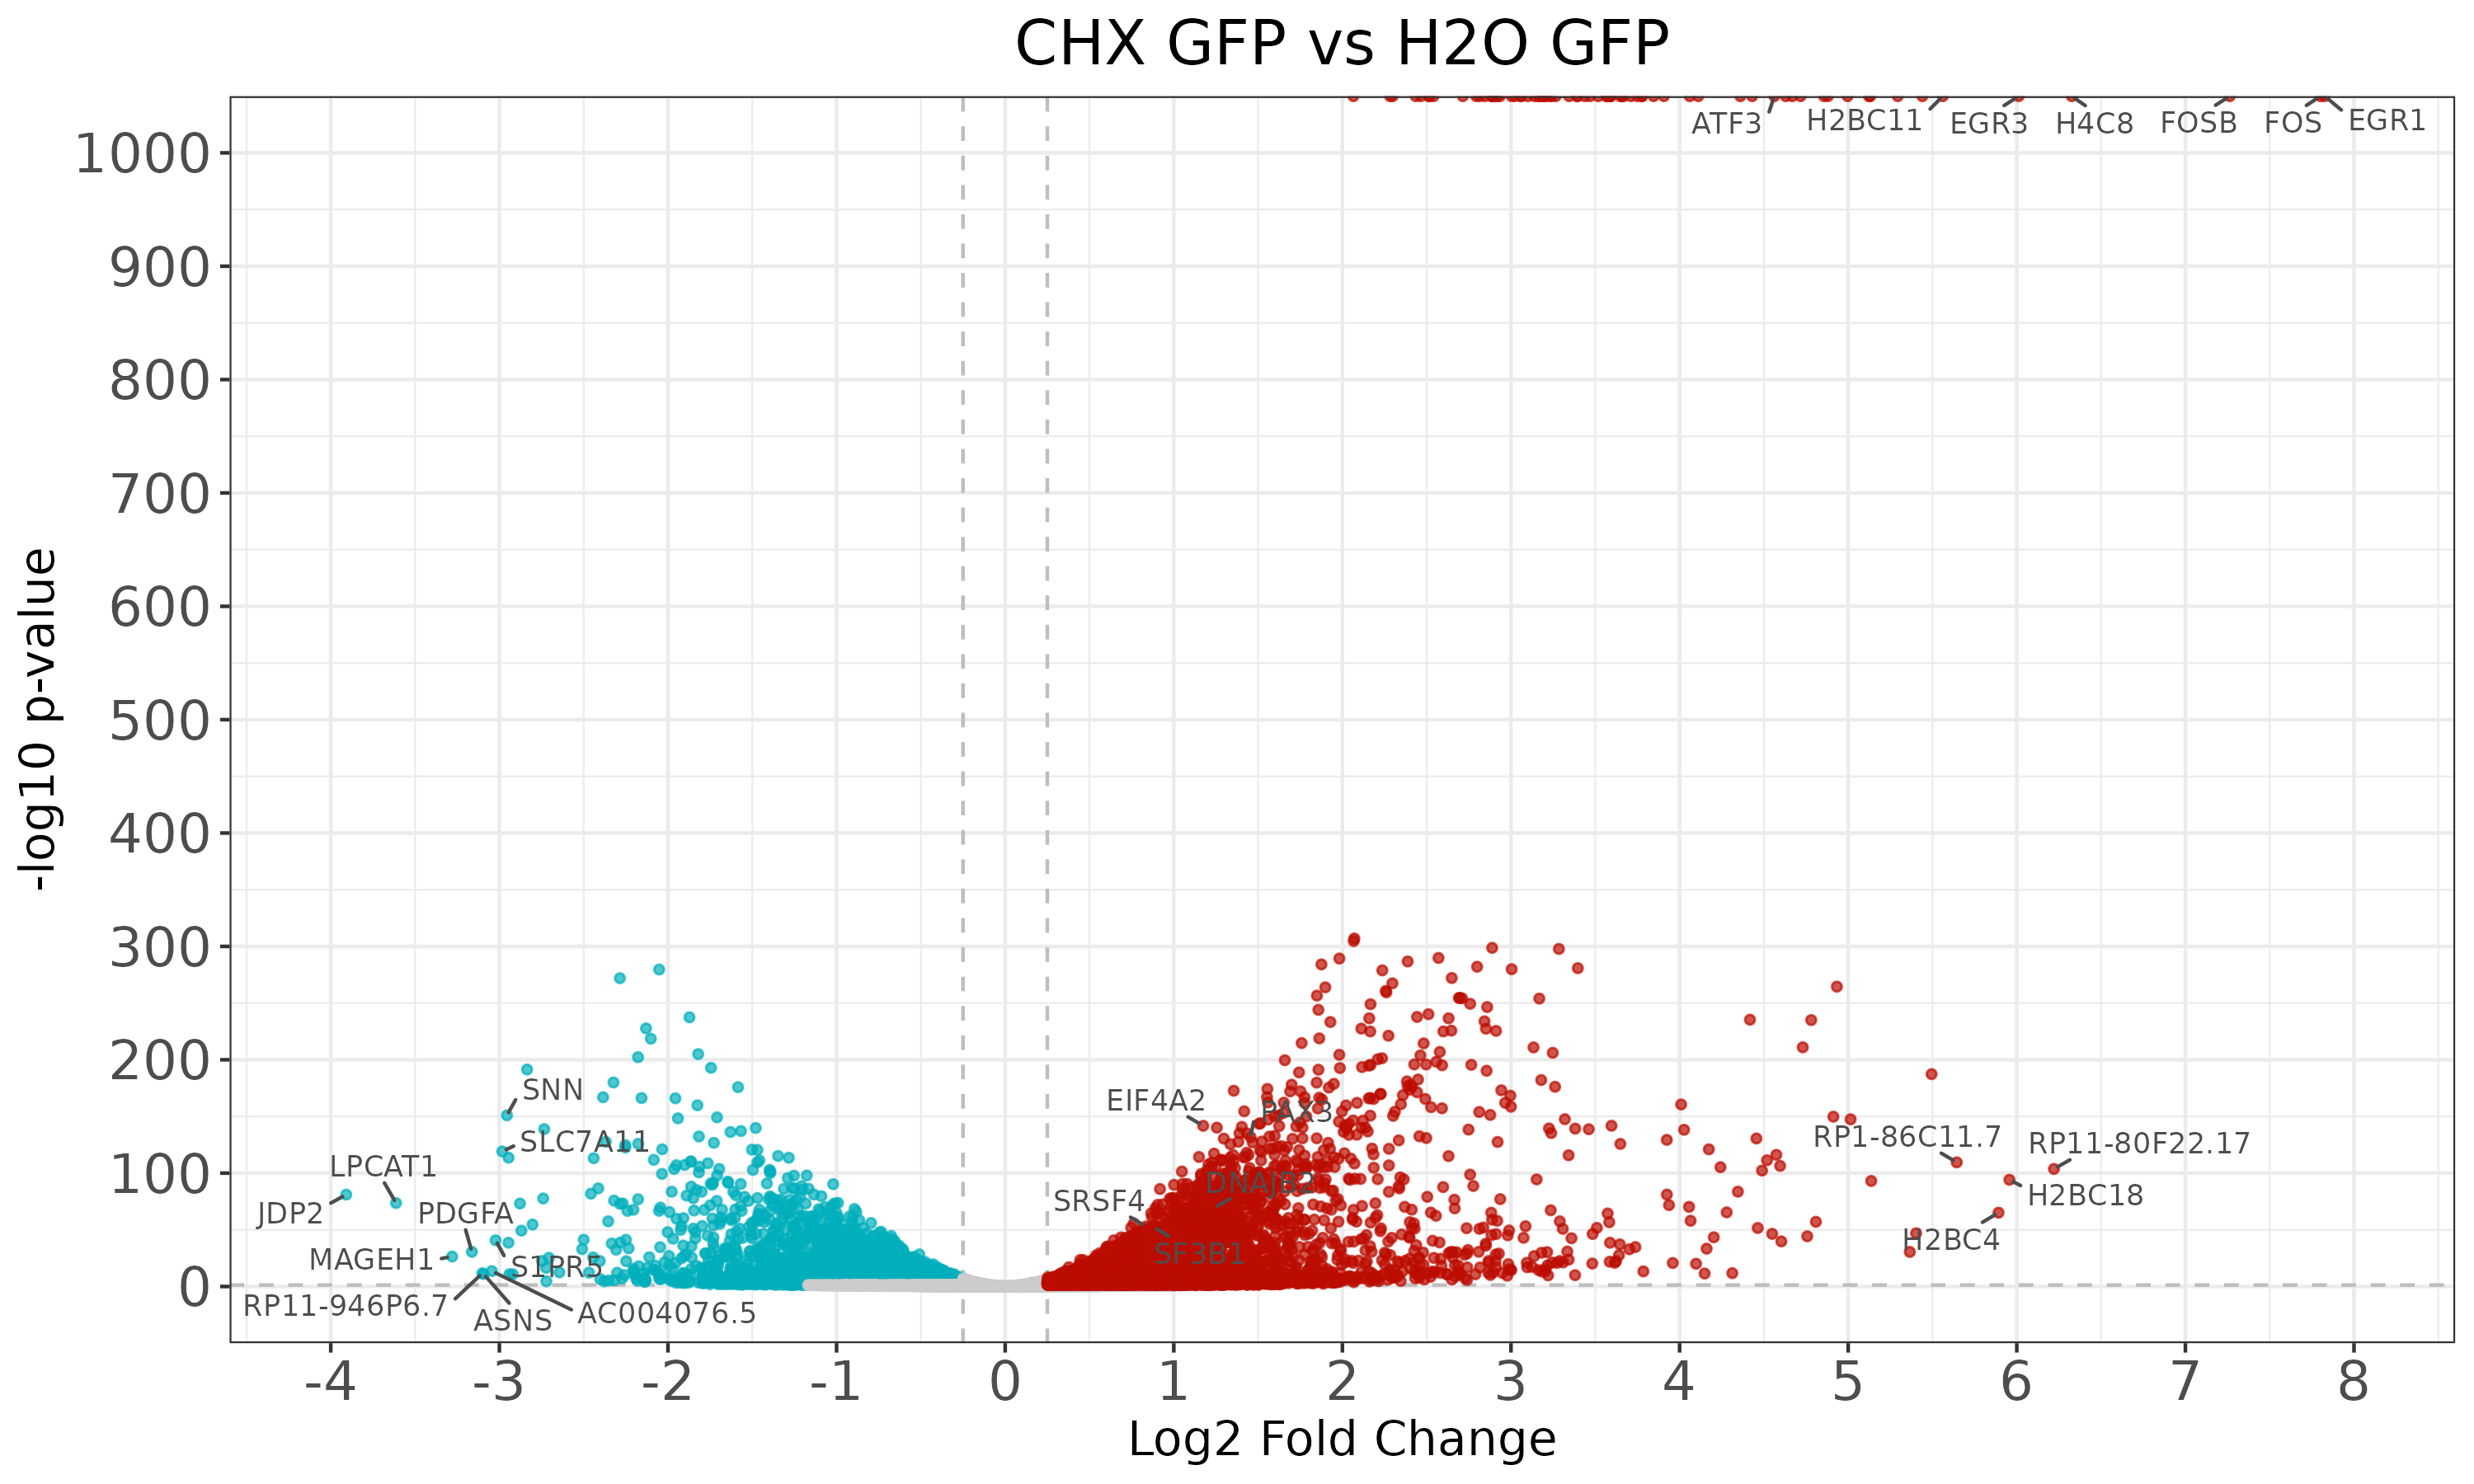 CHX GFP vs H2O GFP
ATF3 H2BC11 EGR3 H4C8 FOSB FOS EGR1
1000
900
800
700
600
500
400
300
200
100
0
-log10 p-value
SNN
SLC7A11
LPCAT1
JDP2
PDGFA
MAGEH1
S1PR5
RP11-946P6.7
ASNS
AC004076.5
EIF4A2
PAX3
DNAJB2
SRSF4
SF3B1
RP1-86C11.7
RP11-80F22.17
H2BC18
H2BC4
-4 -3 -2 -1 0 1 2 3 4 5 6 7 8
Log2 Fold Change